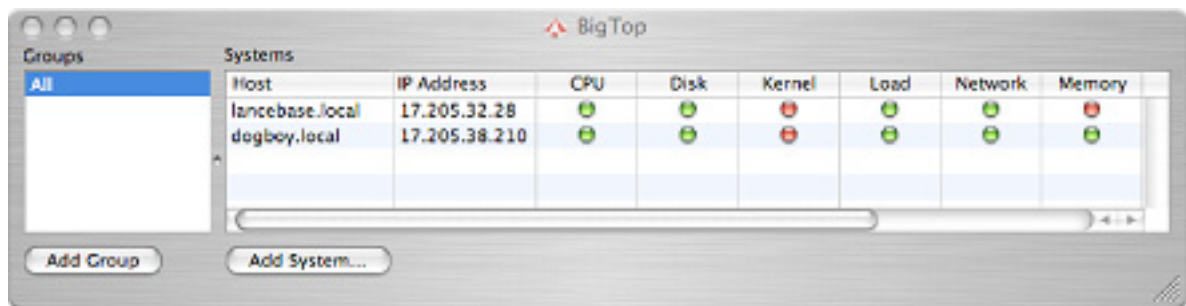 BigTop
Groups
Systems
All
Host IP Address CPU Disk Kernel Load Network Memory
lancebase.local 17.205.32.28
dogboy.local 17.205.38.210
Add Group
Add System...